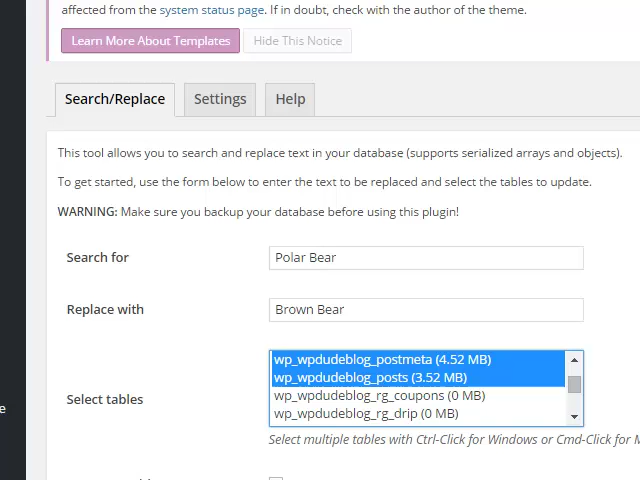 affected from the system status page. If in doubt, check with the author of the theme.
Learn More About Templates Hide This Notice
Search/Replace Settings Help
This tool allows you to search and replace text in your database (supports serialized arrays and objects).
To get started, use the form below to enter the text to be replaced and select the tables to update.
WARNING: Make sure you backup your database before using this plugin!
Search for Polar Bear
Replace with Brown Bear
wp_wpdudeblog_postmeta (4.52 MB)
wp_wpdudeblog_posts (3.52 MB)
Select tables
wp_wpdudeblog_rg_coupons (0 MB)
wp_wpdudeblog_rg_drip (0 MB)
e
Select multiple tables with Ctrl-Click for Windows or Cmd-Click for M